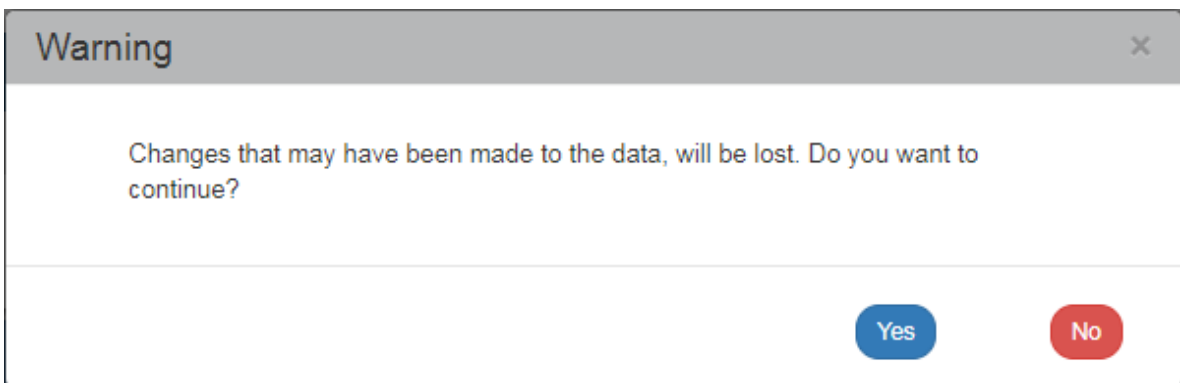 Warning
×
Changes that may have been made to the data, will be lost. Do you want to
continue?
Yes No